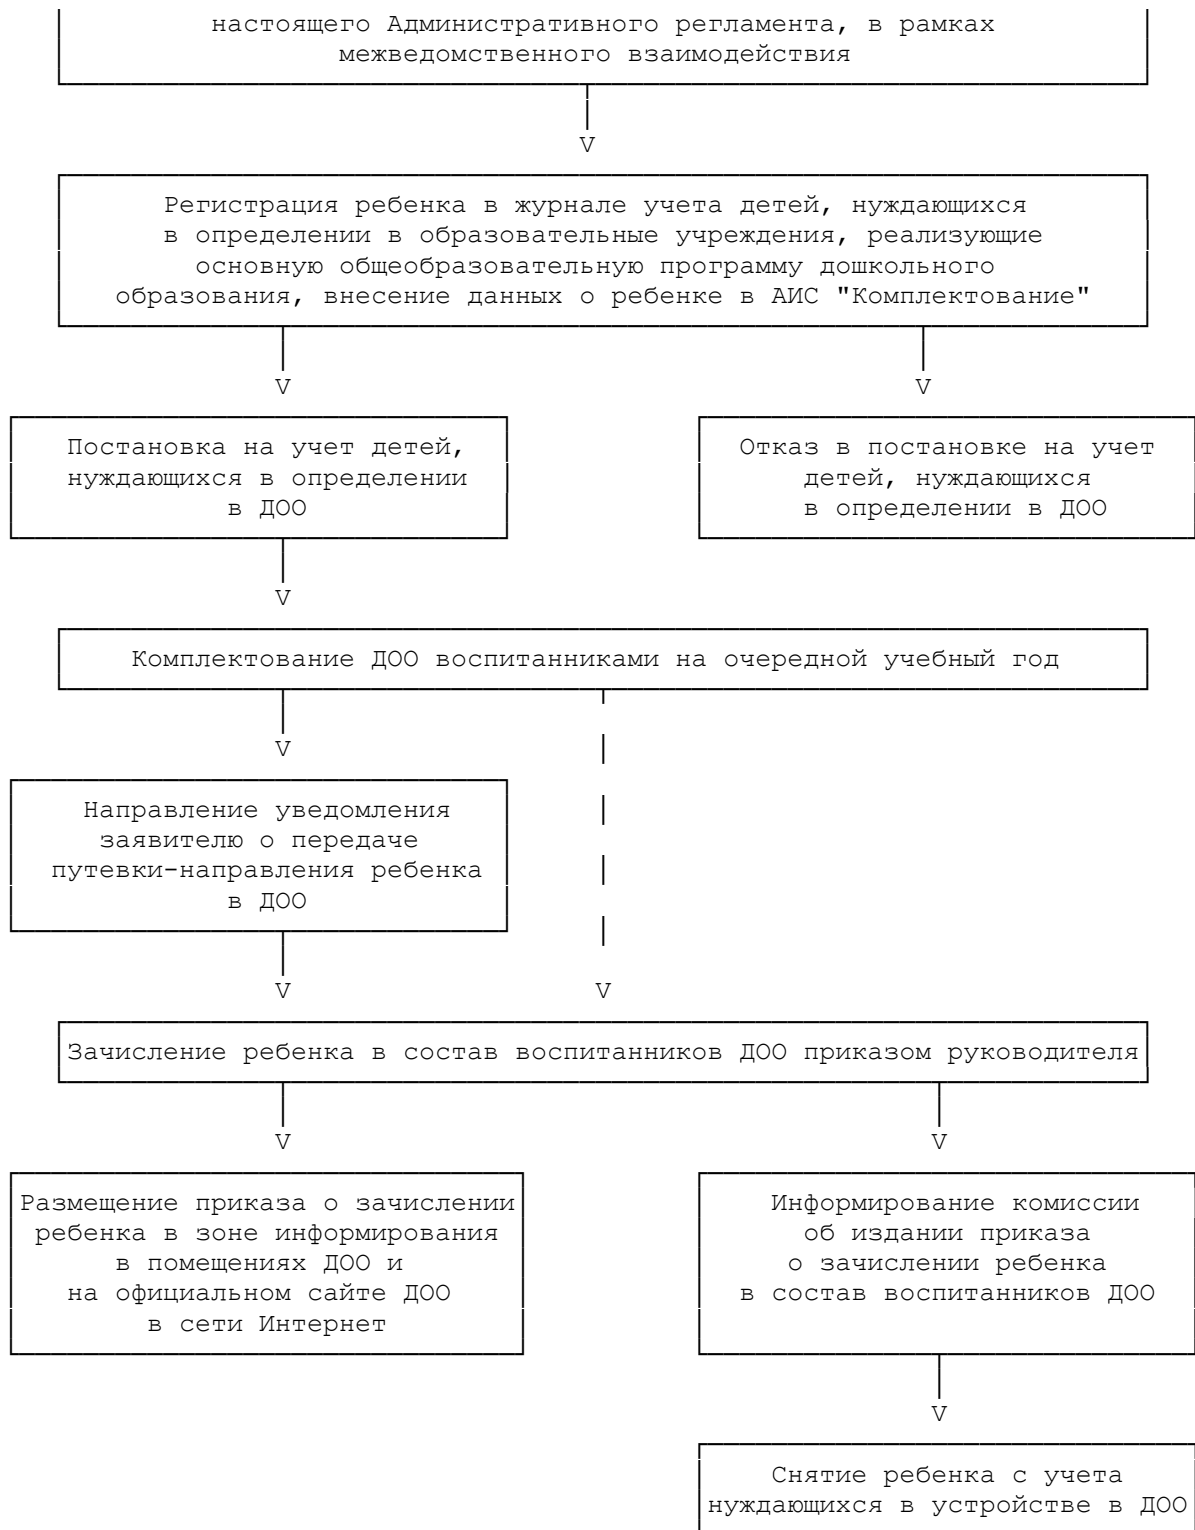 настоящего Административного регламента, в рамках
межведомственного взаимодействия
V
Регистрация ребенка в журнале учета детей, нуждающихся
в определении в образовательные учреждения, реализующие
основную общеобразовательную программу дошкольного
образования, внесение данных о ребенке в АИС "Комплектование"
V V
Постановка на учет детей,
нуждающихся в определении
в ДОО
Отказ в постановке на учет
детей, нуждающихся
в определении в ДОО
V
Комплектование ДОО воспитанниками на очередной учебный год
V
Направление уведомления
заявителю о передаче
путевки-направления ребенка
в ДОО
V V
Зачисление ребенка в состав воспитанников ДОО приказом руководителя
V V
Размещение приказа о зачислении
ребенка в зоне информирования
в помещениях ДОО и
на официальном сайте ДОО
в сети Интернет
Информирование комиссии
об издании приказа
о зачислении ребенка
в состав воспитанников ДОО
V
Снятие ребенка с учета
нуждающихся в устройстве в ДОО